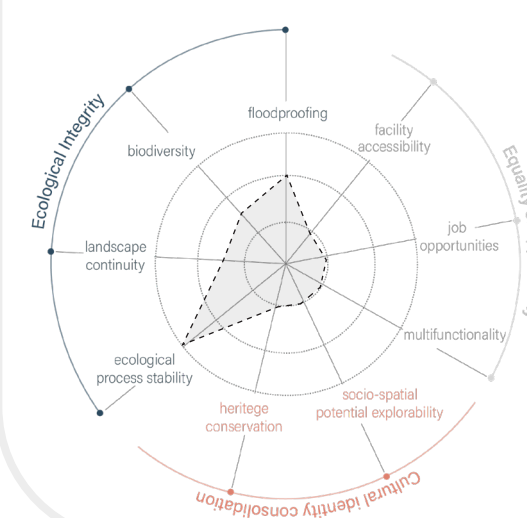 floodproofing
facility
accessibility
biodiversity
Ecological Integrity
Equality
job
opportunities
landscape
continuity
multifunctionality
ecological
process stability
heritege
conservation
socio-spatial
potential explorability
Cultural identity consolidation